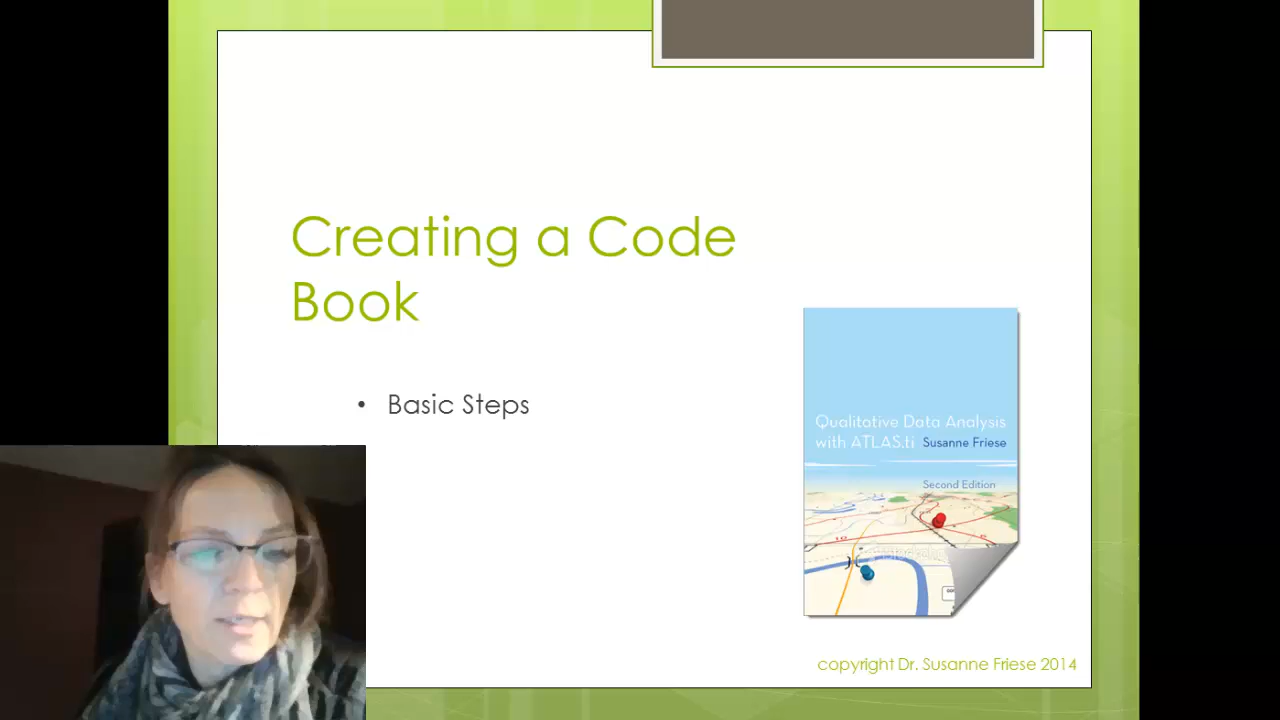 Creating a Code
Book
• Basic Steps
Qualitative Data Analysis
with ATLAS.ti Susanne Friese
Second Edition
copyright Dr. Susanne Friese 2014